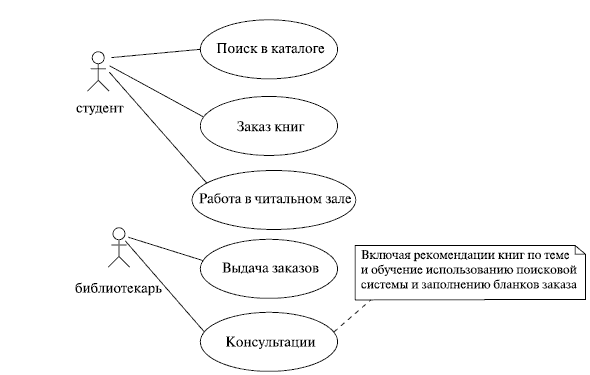 Поиск в каталоге
студент
Заказ книг
Работа в читальном зале
Выдача заказов
библиотекарь
Включая рекомендации книг по теме
и обучение использованию поисковой
системы и заполнению бланков заказа
Консультации